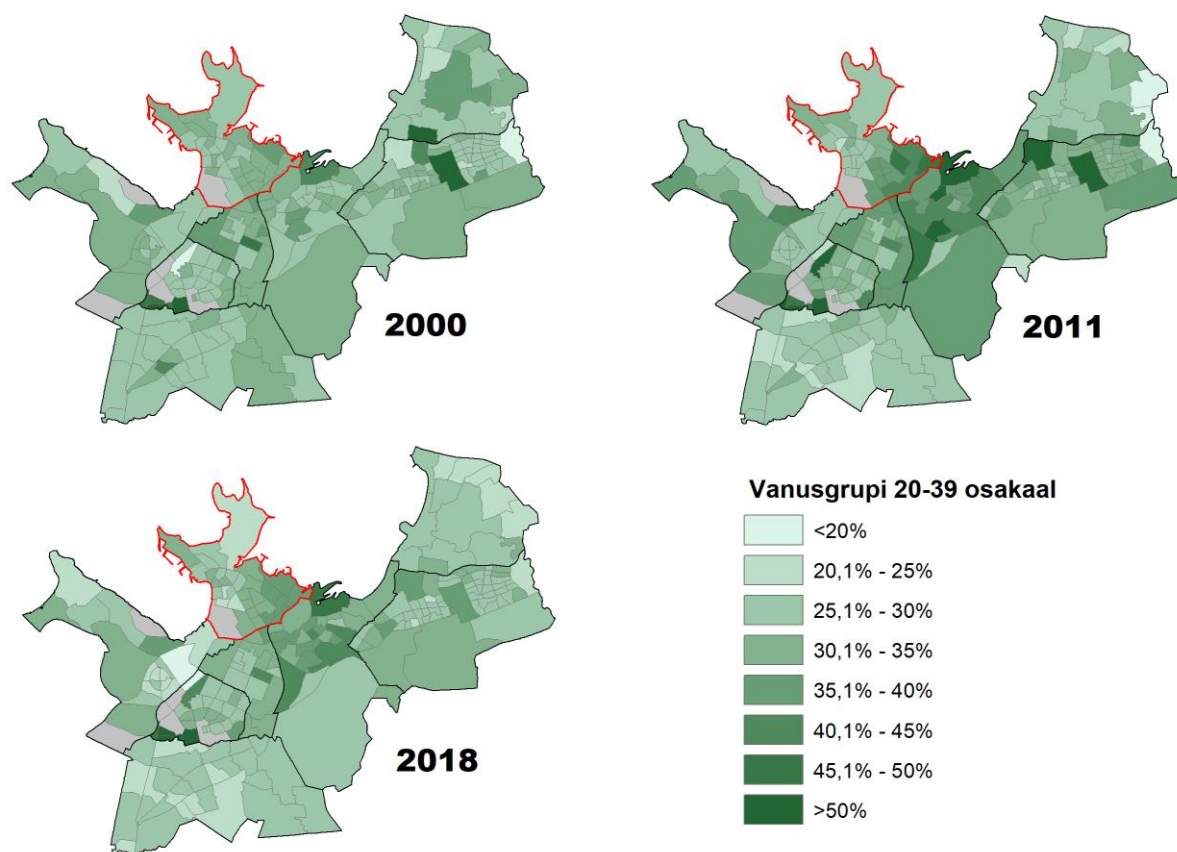 2000
2011
2018
Vanusgrupi 20-39 osakaal
<20%
20,1% - 25%
25,1% - 30%
30,1% - 35%
35,1% - 40%
40,1% - 45%
45,1% - 50%
>50%